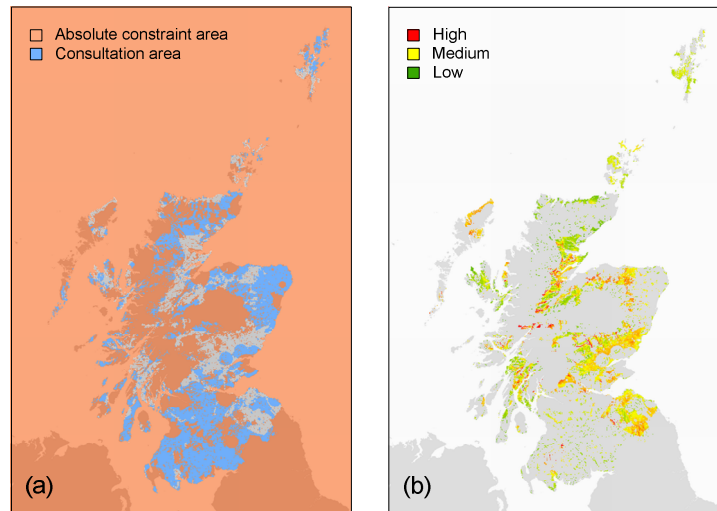 Absolute constraint area
Consultation area
(a)
High
Medium
Low
(b)